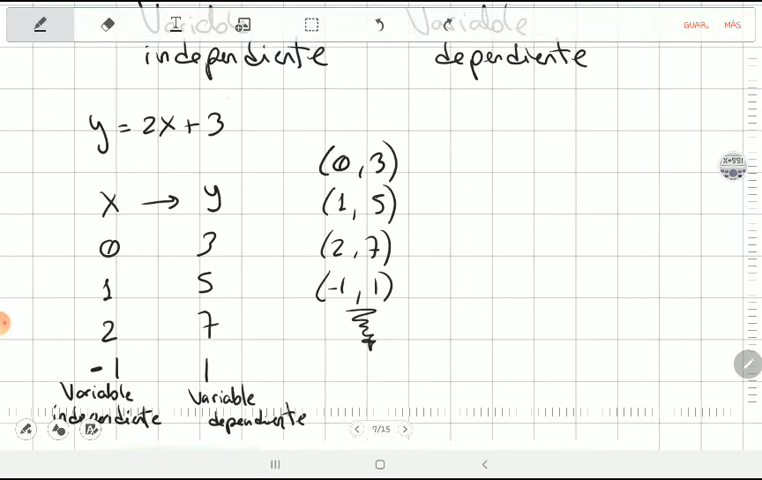 Variable Variable
GUAR. MÁS
independiente dependiente
y = 2x + 3
(0, 3)
x → y (1, 5)
0 3 (2, 7)
1 5 (-1, 1)
2 7
-1 1
Variable Variable
independiente dependiente
7/15